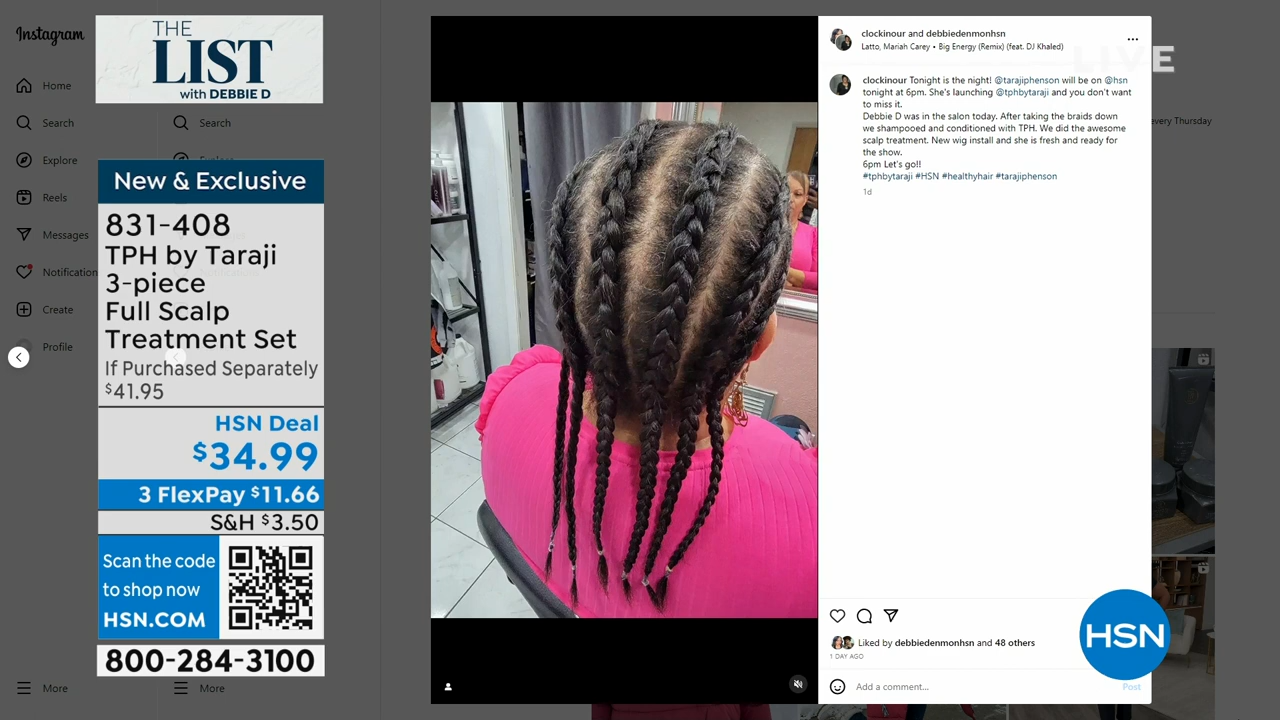 Instagram
Home
Search
Explore
Reels
Messages
Notification
Create
Profile
More
THE
LIST
with DEBBIE D
Search
New & Exclusive
831-408
TPH by Taraji
3-piece
Full Scalp
Treatment Set
If Purchased Separately
$41.95
HSN Deal
$34.99
3 FlexPay $11.66
S&H $3.50
Scan the code
to shop now
HSN.COM
800-284-3100
More
clockinour and debbiedenmonhsn
Latto, Mariah Carey • Big Energy (Remix) (feat. DJ Khaled)
LIVE
clockinour Tonight is the night! @tarajiphenson will be on @hsn
tonight at 6pm. She's launching @tphbytaraji and you don't want
to miss it.
Debbie D was in the salon today. After taking the braids down
we shampooed and conditioned with TPH. We did the awesome
scalp treatment. New wig install and she is fresh and ready for
the show.
6pm Let's go!!
#tphbytaraji #HSN #healthyhair #tarajiphenson
1d
every Thursday
Liked by debbiedenmonhsn and 48 others
1 DAY AGO
Add a comment...
Post
HSN